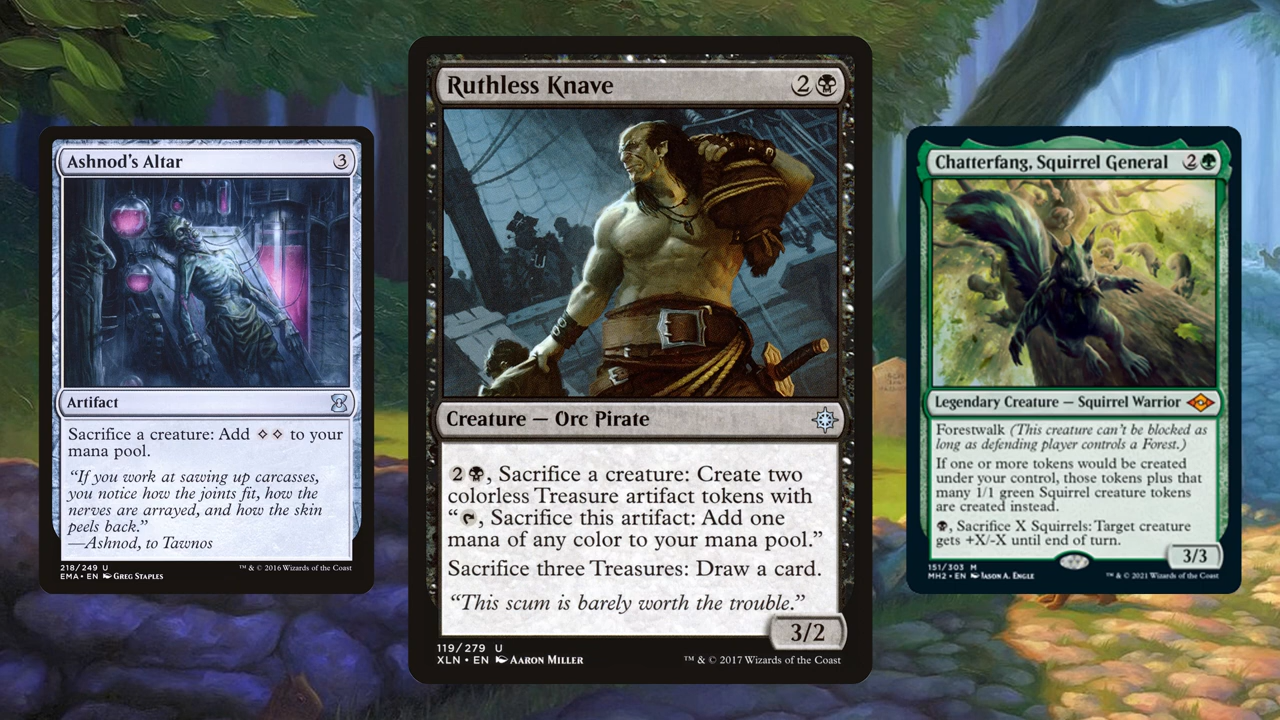 Ashnod's Altar 3
Artifact
Sacrifice a creature: Add to your
mana pool.
"If you work at sawing up carcasses,
you notice how the joints fit, how the
nerves are arrayed, and how the skin
peels back."
—Ashnod, to Tawnos
218/249 U
EMA • EN Greg Staples
™ & © 2016 Wizards of the Coast
Ruthless Knave 2
Creature — Orc Pirate
2, Sacrifice a creature: Create two
colorless Treasure artifact tokens with
", Sacrifice this artifact: Add one
mana of any color to your mana pool."
Sacrifice three Treasures: Draw a card.
"This scum is barely worth the trouble."
3/2
119/279 U
XLN • EN Aaron Miller
™ & © 2017 Wizards of the Coast
Chatterfang, Squirrel General 2
Legendary Creature — Squirrel Warrior
Forestwalk (This creature can't be blocked as
long as defending player controls a Forest.)
If one or more tokens would be created
under your control, those tokens plus that
many 1/1 green Squirrel creature tokens
are created instead.
, Sacrifice X Squirrels: Target creature
gets +X/-X until end of turn.
3/3
151/303 M
MH2 • EN Jason A. Engle
™ & © 2021 Wizards of the Coast